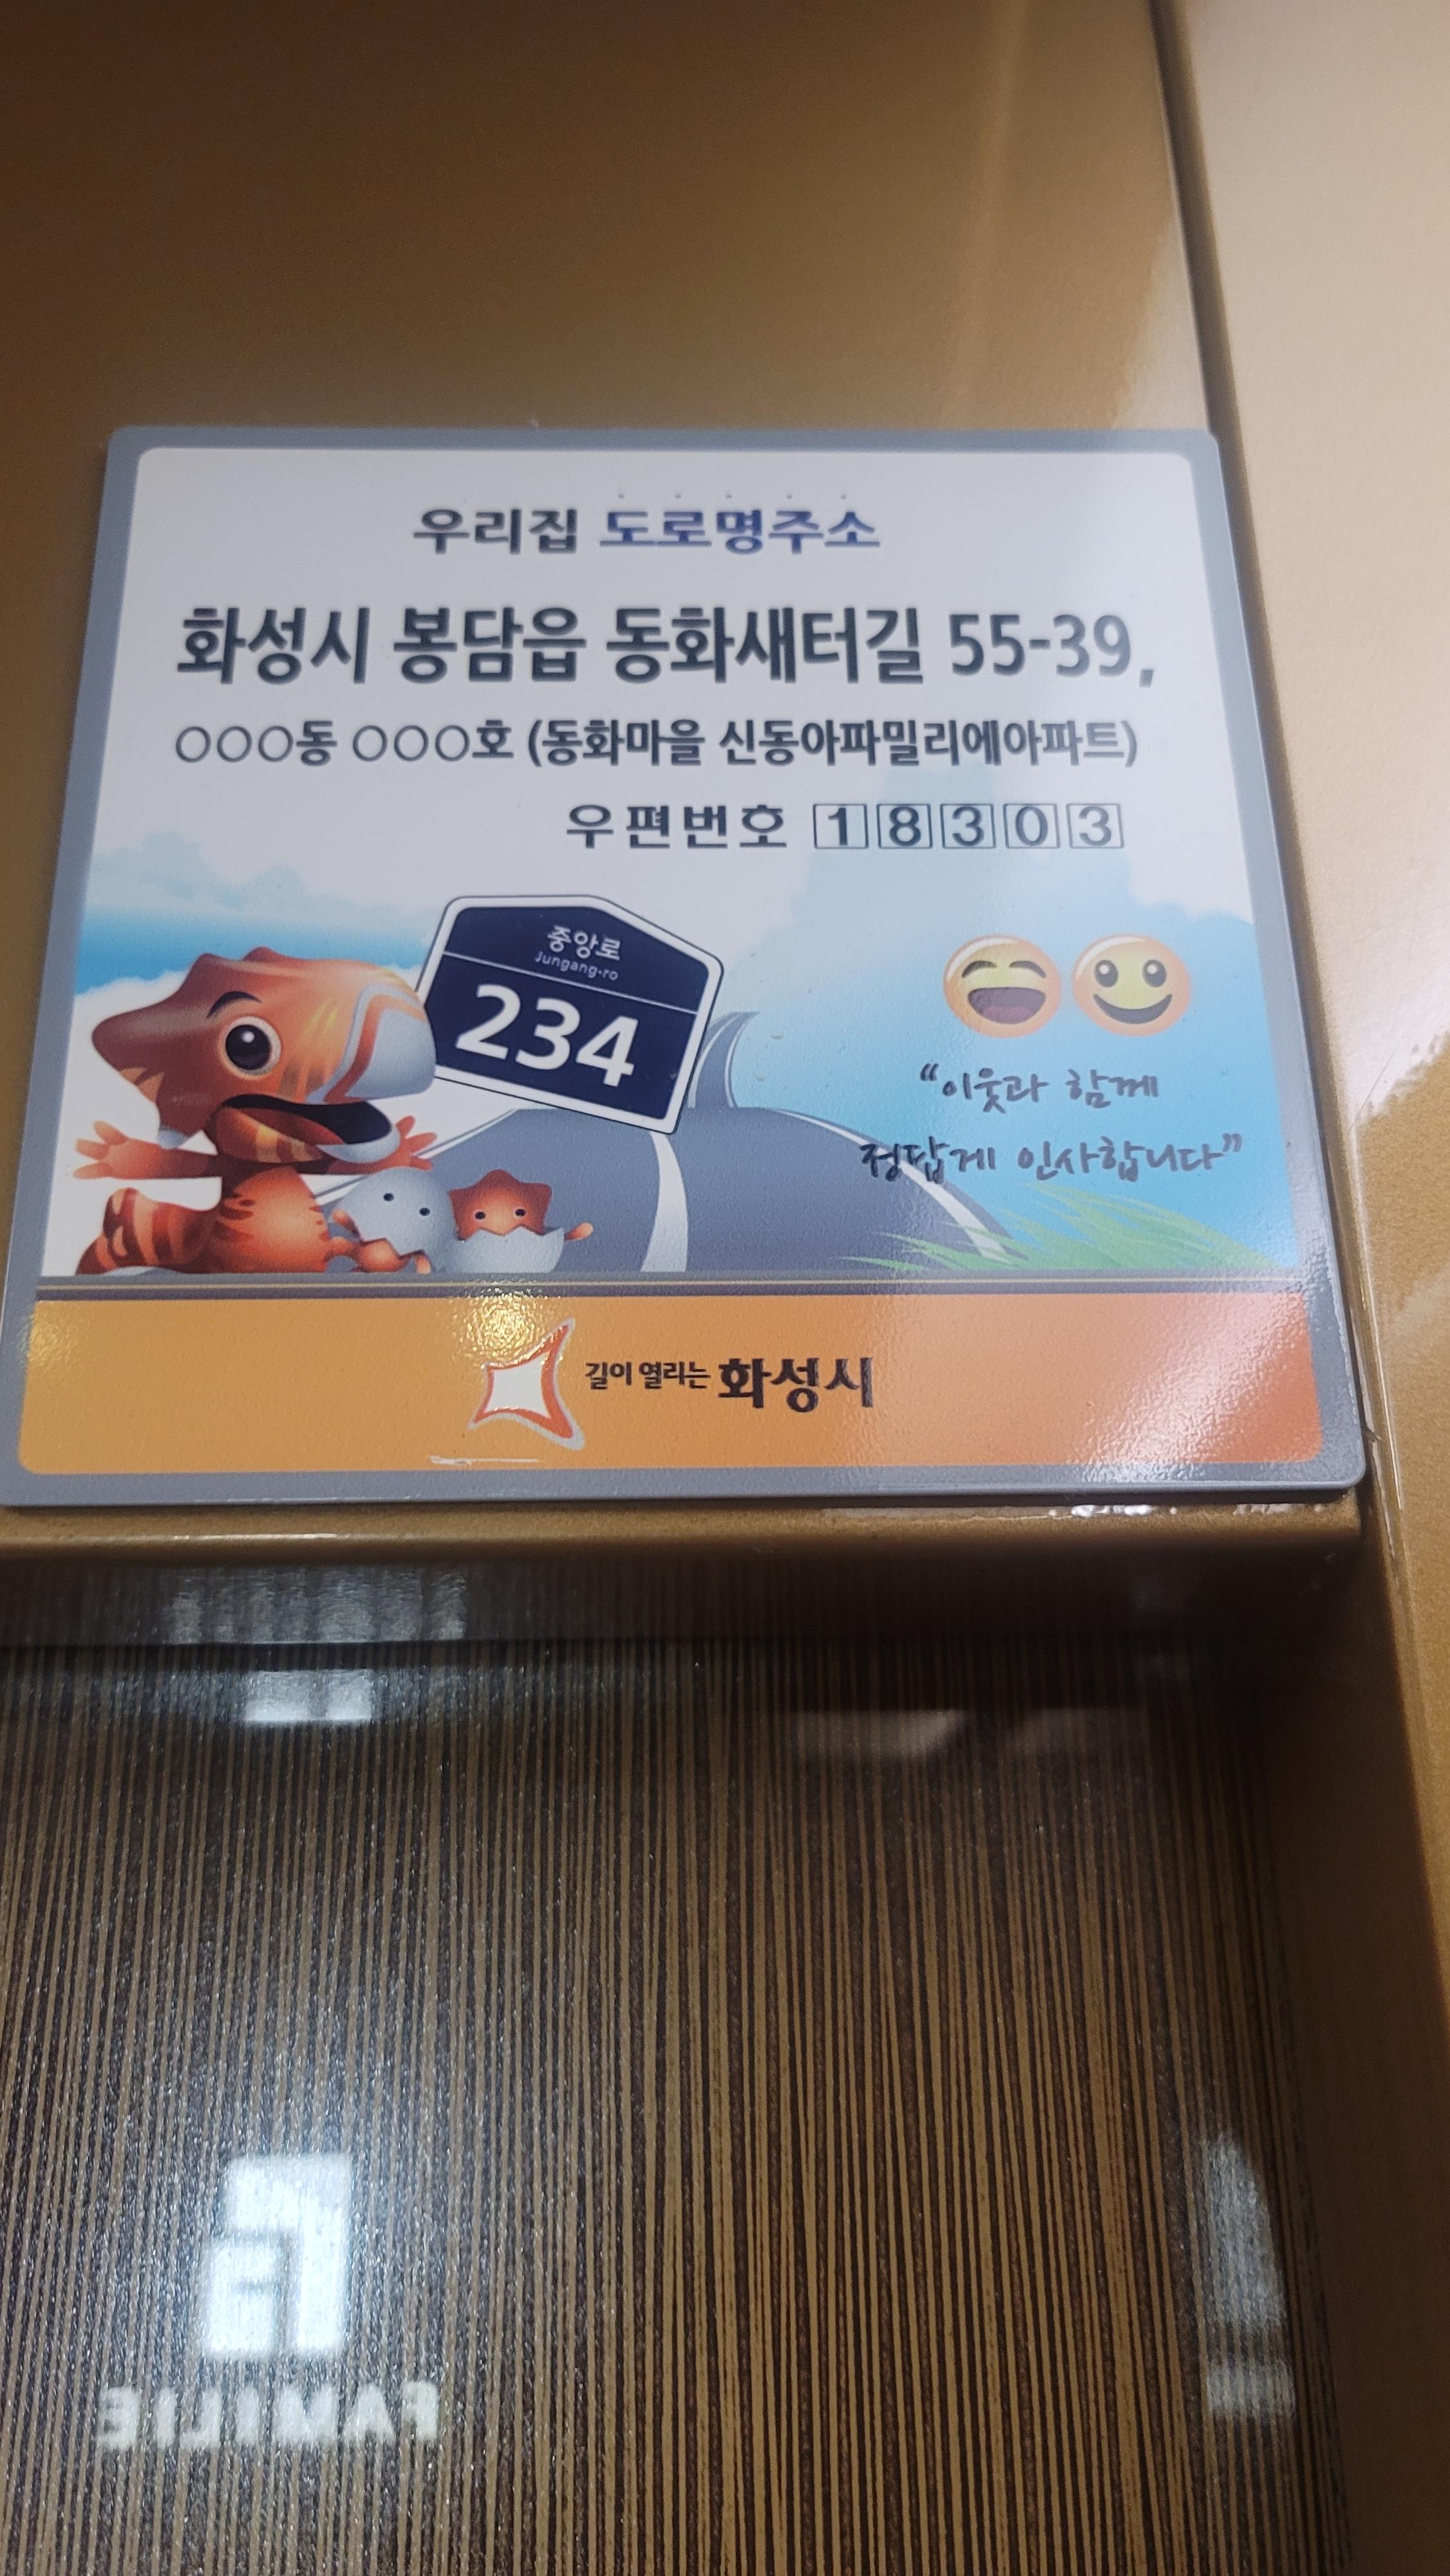 우리집 도로명주소
화성시 봉담읍 동화새터길 55-39,
○○○동 ○○○호 (동화마을 신동아파밀리에아파트)
우편번호 18303
중앙로
Jungang-ro
234
“이웃과 함께
정답게 인사합니다”
길이 열리는 화성시
FAMILIE